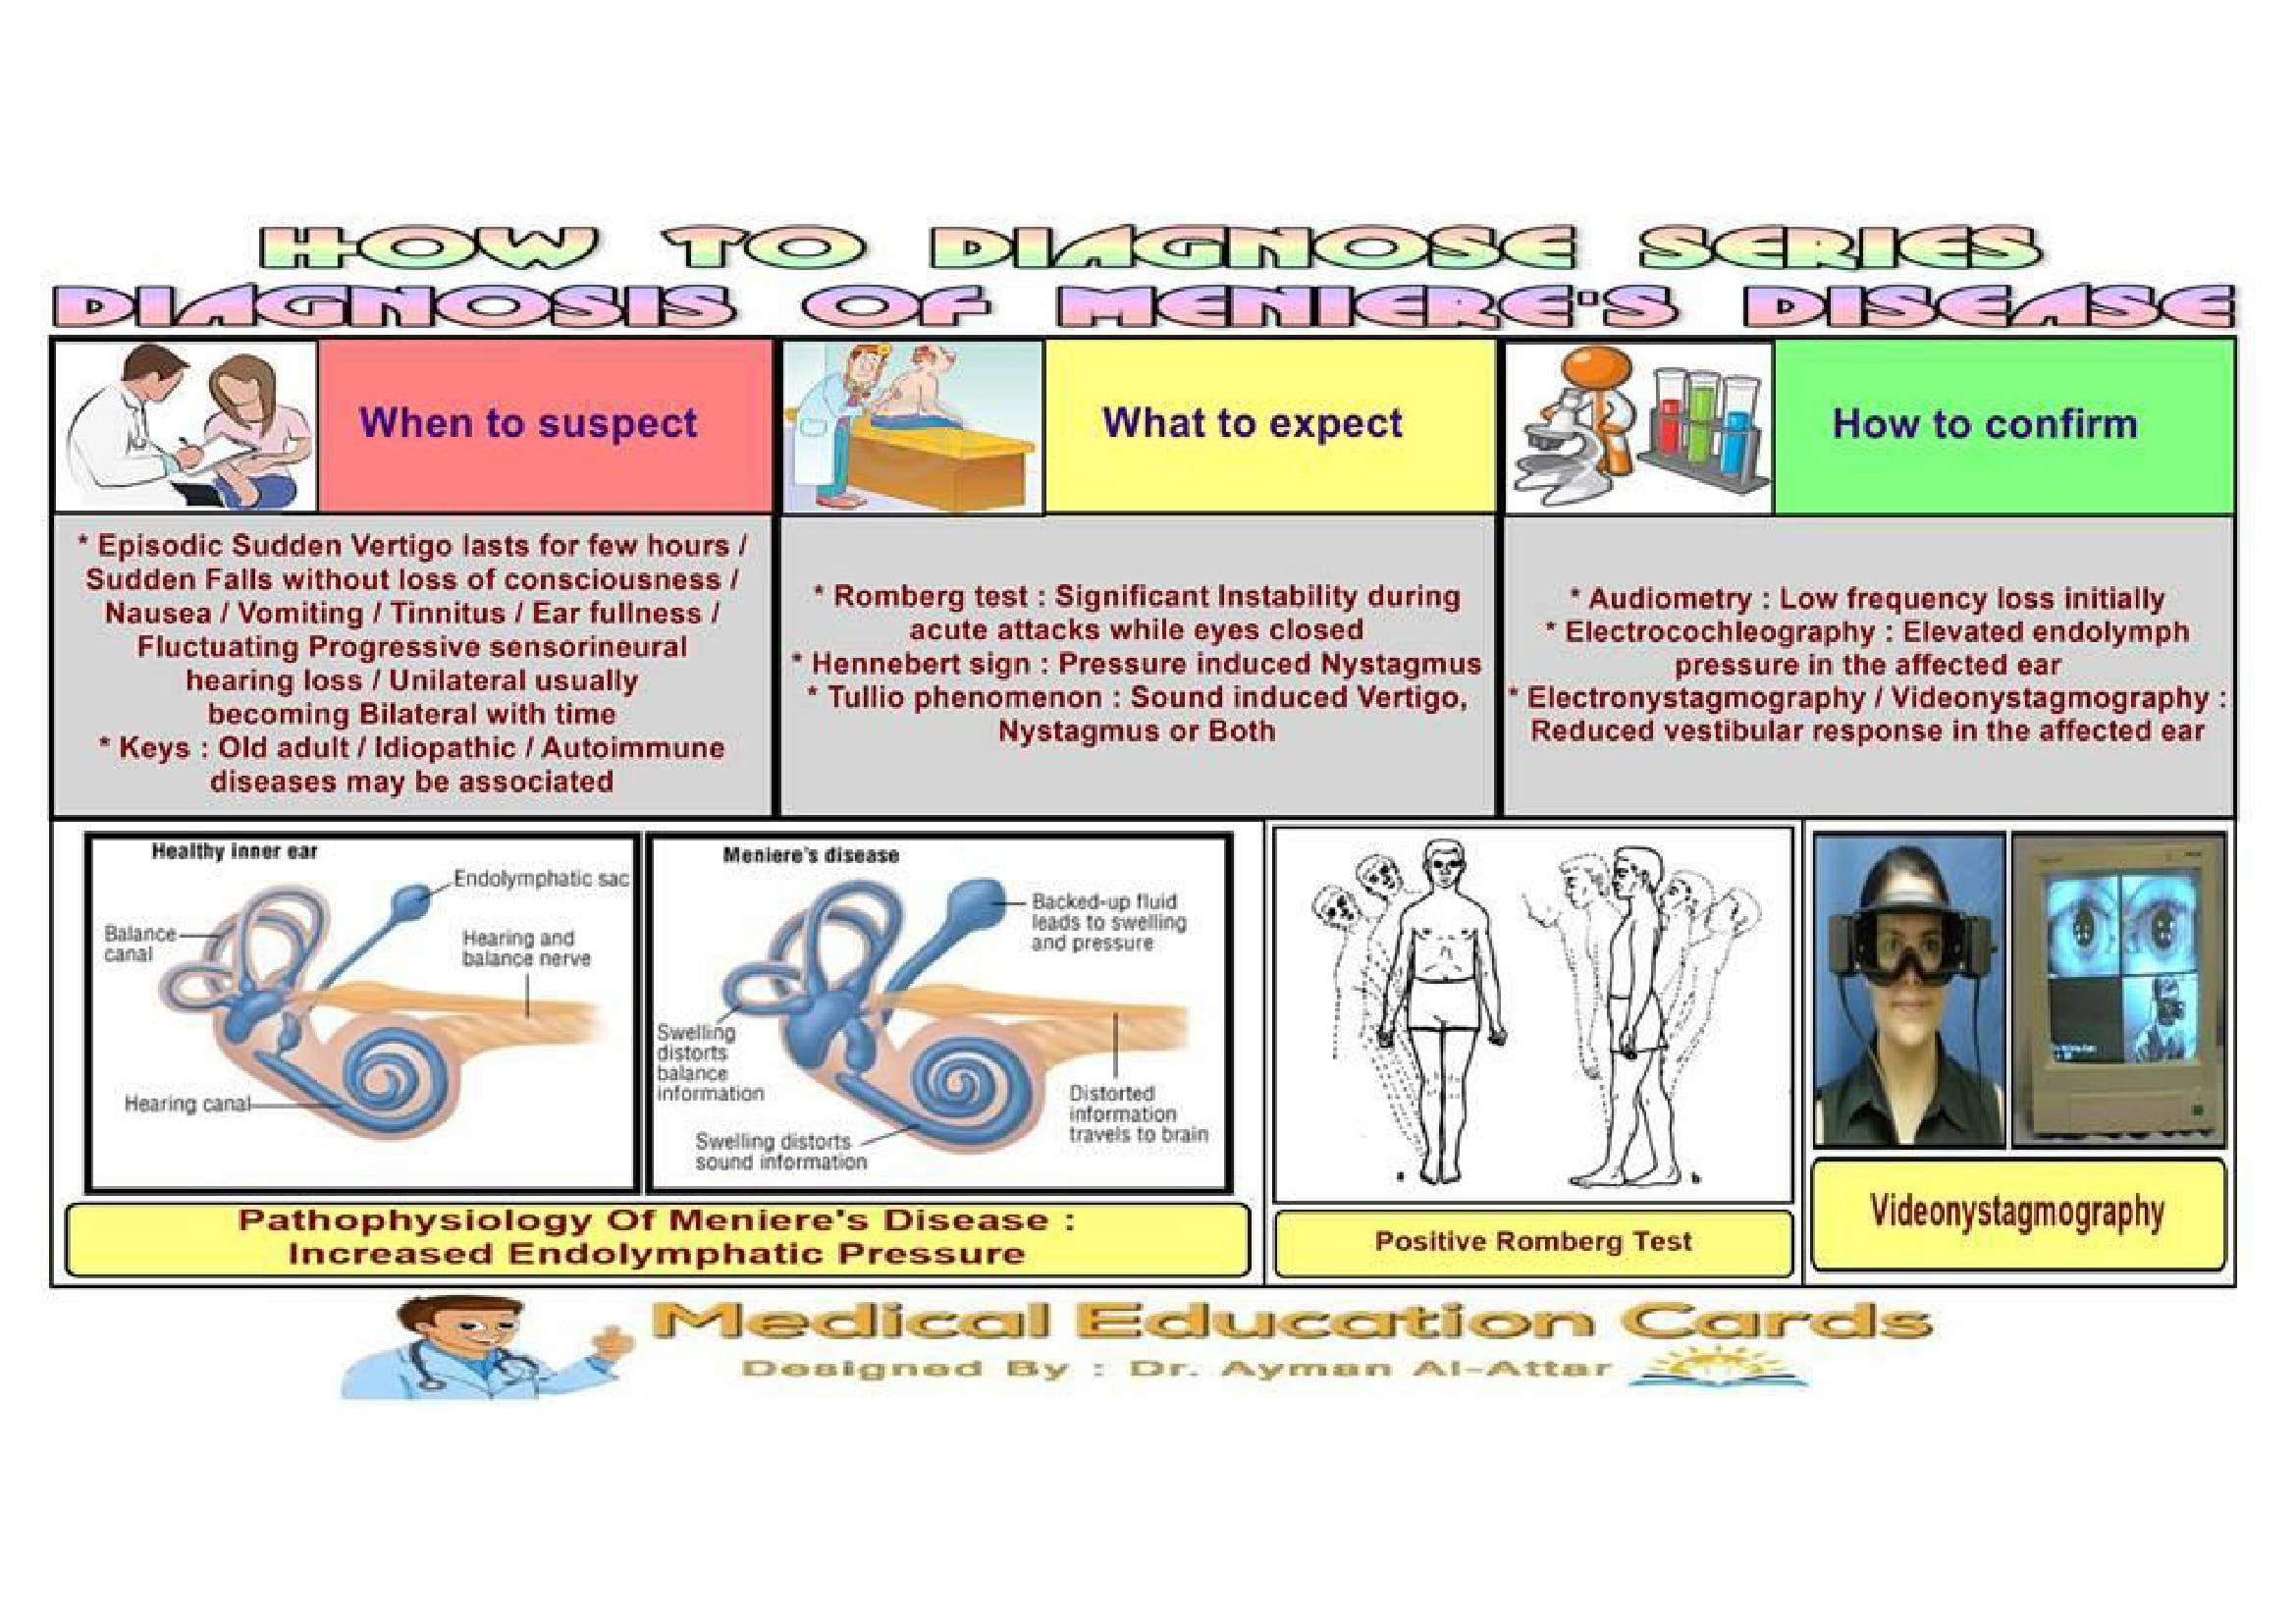 HOW TO DIAGNOSE SERIES
DIAGNOSIS OF MENIERE'S DISEASE
When to suspect
What to expect
How to confirm
* Episodic Sudden Vertigo lasts for few hours /
Sudden Falls without loss of consciousness /
Nausea / Vomiting / Tinnitus / Ear fullness /
Fluctuating Progressive sensorineural
hearing loss / Unilateral usually
becoming Bilateral with time
* Keys : Old adult / Idiopathic / Autoimmune
diseases may be associated
* Romberg test : Significant Instability during
acute attacks while eyes closed
* Hennebert sign : Pressure induced Nystagmus
* Tullio phenomenon : Sound induced Vertigo,
Nystagmus or Both
* Audiometry : Low frequency loss initially
* Electrocochleography : Elevated endolymph
pressure in the affected ear
* Electronystagmography / Videonystagmography :
Reduced vestibular response in the affected ear
Healthy inner ear
Endolymphatic sac
Balance
canal
Hearing and
balance nerve
Hearing canal
Meniere's disease
Backed-up fluid
leads to swelling
and pressure
Swelling
distorts
balance
information
Distorted
information
travels to brain
Swelling distorts
sound information
a
b
Pathophysiology Of Meniere's Disease :
Increased Endolymphatic Pressure
Positive Romberg Test
Videonystagmography
Medical Education Cards
Designed By : Dr. Ayman Al-Attar